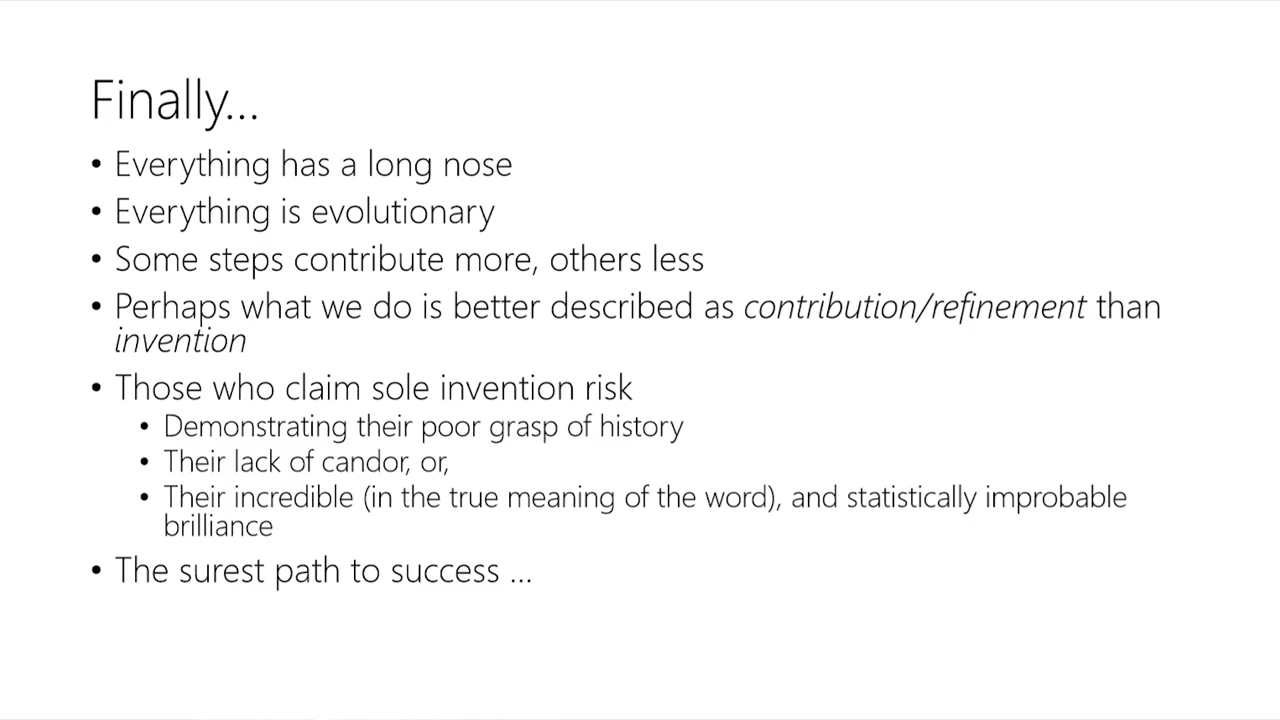 Finally...
• Everything has a long nose
• Everything is evolutionary
• Some steps contribute more, others less
• Perhaps what we do is better described as contribution/refinement than
invention
• Those who claim sole invention risk
• Demonstrating their poor grasp of history
• Their lack of candor, or,
• Their incredible (in the true meaning of the word), and statistically improbable
brilliance
• The surest path to success ...